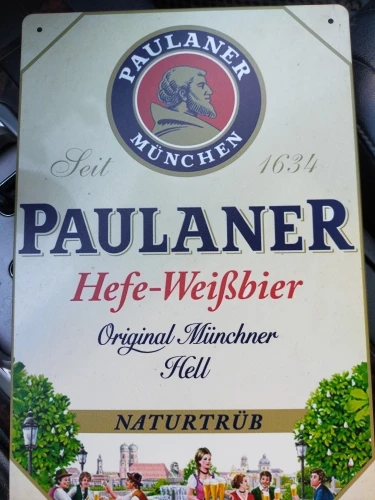 PAULANER
MÜNCHEN
Seit 1634
PAULANER
Hefe-Weißbier
Original Münchner
Hell
NATURTRÜB